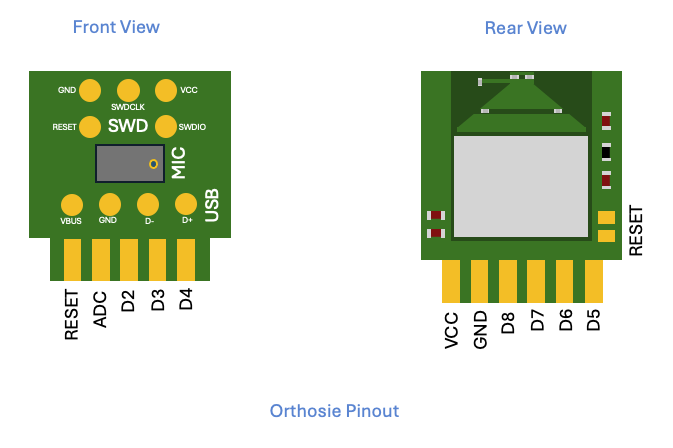 Front View
Rear View
GND
SWDCLK
VCC
RESET
SWD
SWDIO
MIC
VBUS
GND
D-
D+
USB
RESET
ADC
D2
D3
D4
RESET
VCC
GND
D8
D7
D6
D5
Orthosie Pinout